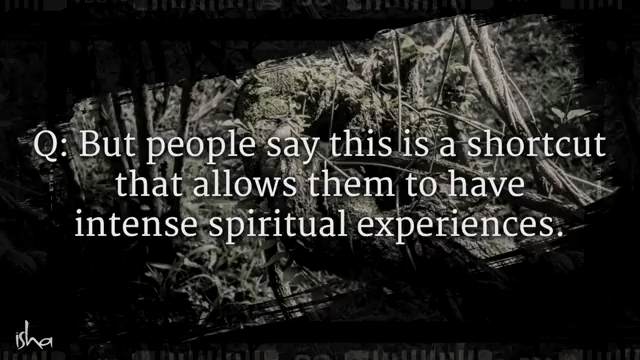 Q: But people say this is a shortcut
that allows them to have
intense spiritual experiences.
isha